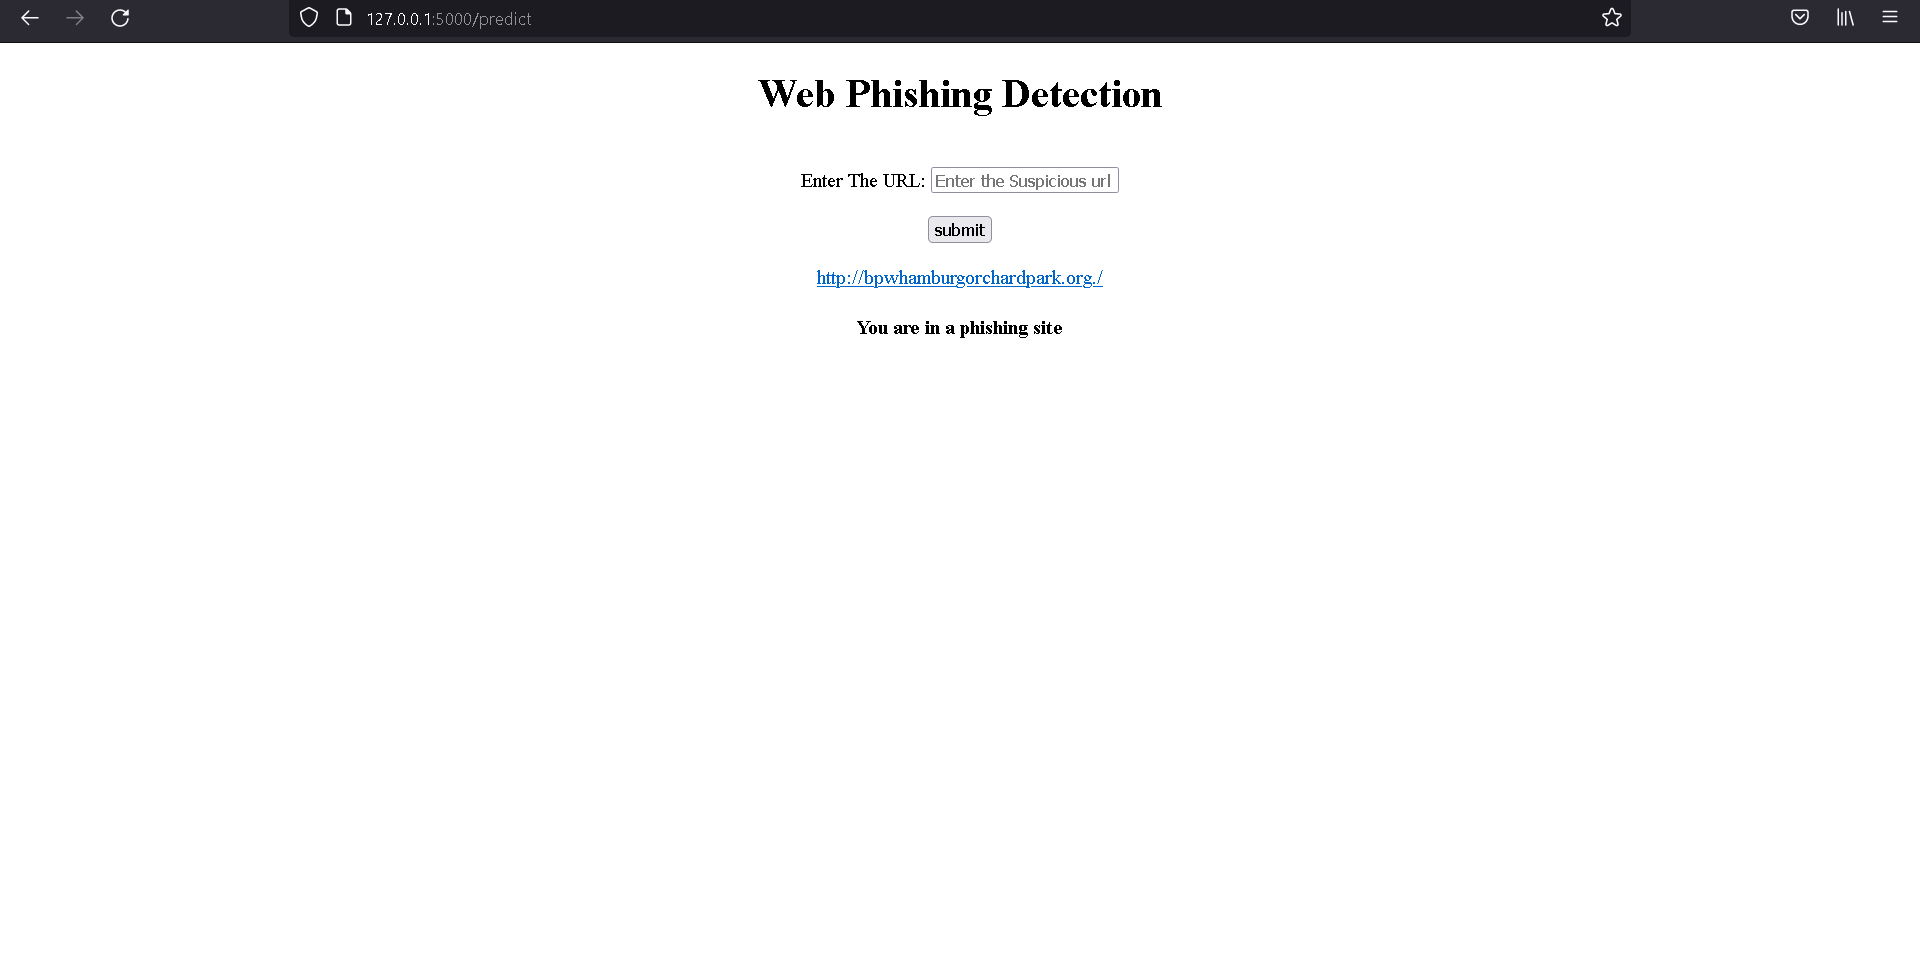 127.0.0.1:5000/predict
Web Phishing Detection
Enter The URL: Enter the Suspicious url
submit
http://bpwhamburgorchardpark.org./
You are in a phishing site